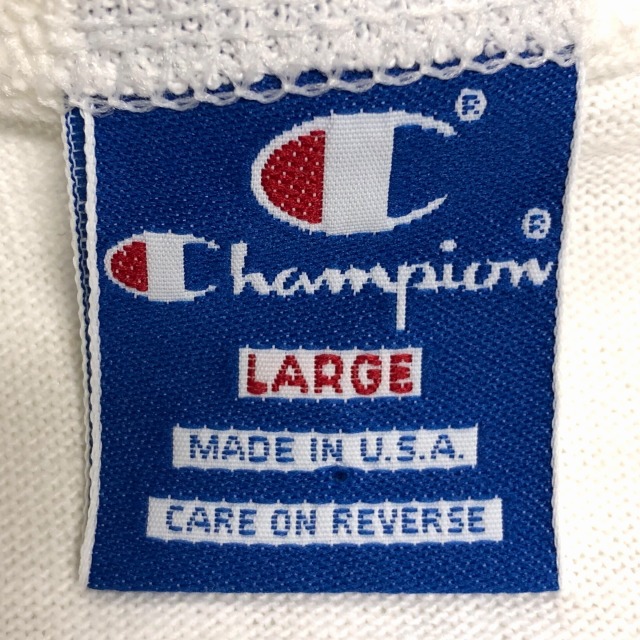 ®
Champion®
LARGE
MADE IN U.S.A.
CARE ON REVERSE